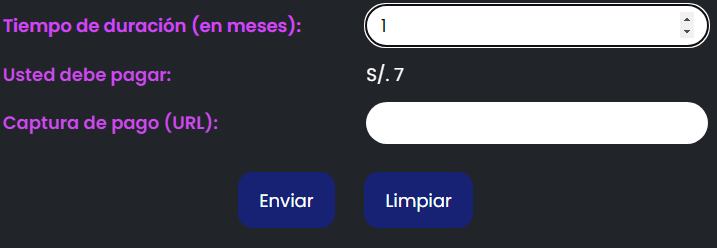 Tiempo de duración (en meses): 1
Usted debe pagar: S/. 7
Captura de pago (URL):
Enviar Limpiar